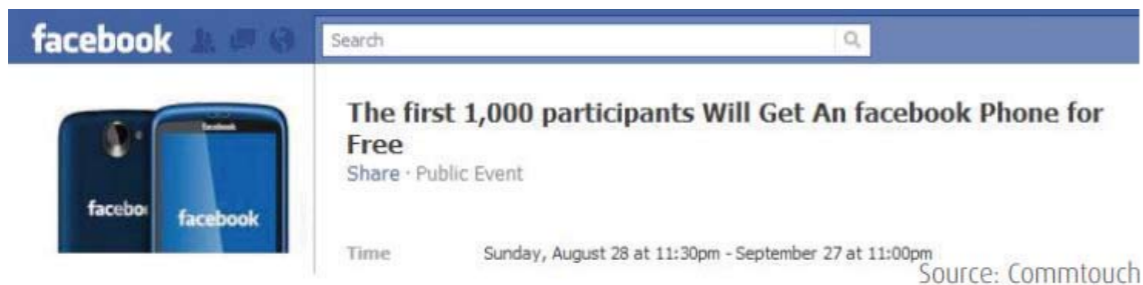 facebook
Search
facebook
facebo
facebook
The first 1,000 participants Will Get An facebook Phone for
Free
Share · Public Event
Time Sunday, August 28 at 11:30pm - September 27 at 11:00pm
Source: Commtouch